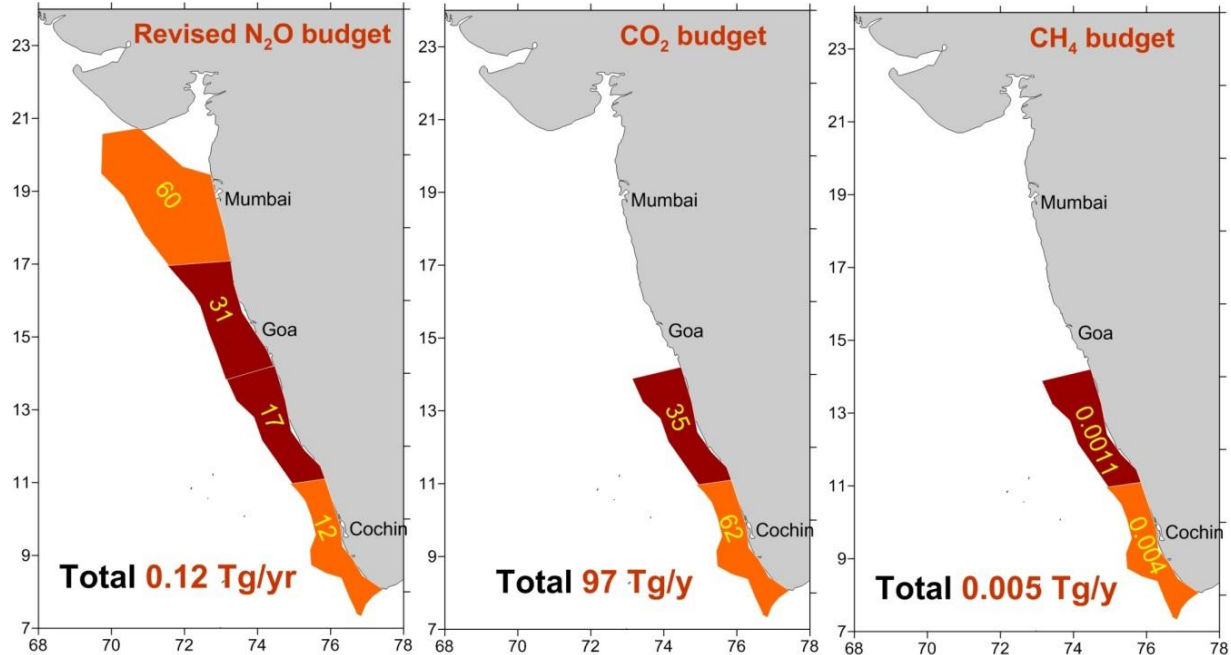 Revised N₂O budget
23
21
19
17
15
13
11
9
7
68 70 72 74 76 78
60
31
17
12
Mumbai
Goa
Cochin
Total 0.12 Tg/yr
CO₂ budget
23
21
19
17
15
13
11
9
7
68 70 72 74 76 78
Mumbai
Goa
35
62
Cochin
Total 97 Tg/y
CH₄ budget
23
21
19
17
15
13
11
9
7
68 70 72 74 76 78
Mumbai
Goa
0.0011
0.004
Cochin
Total 0.005 Tg/y